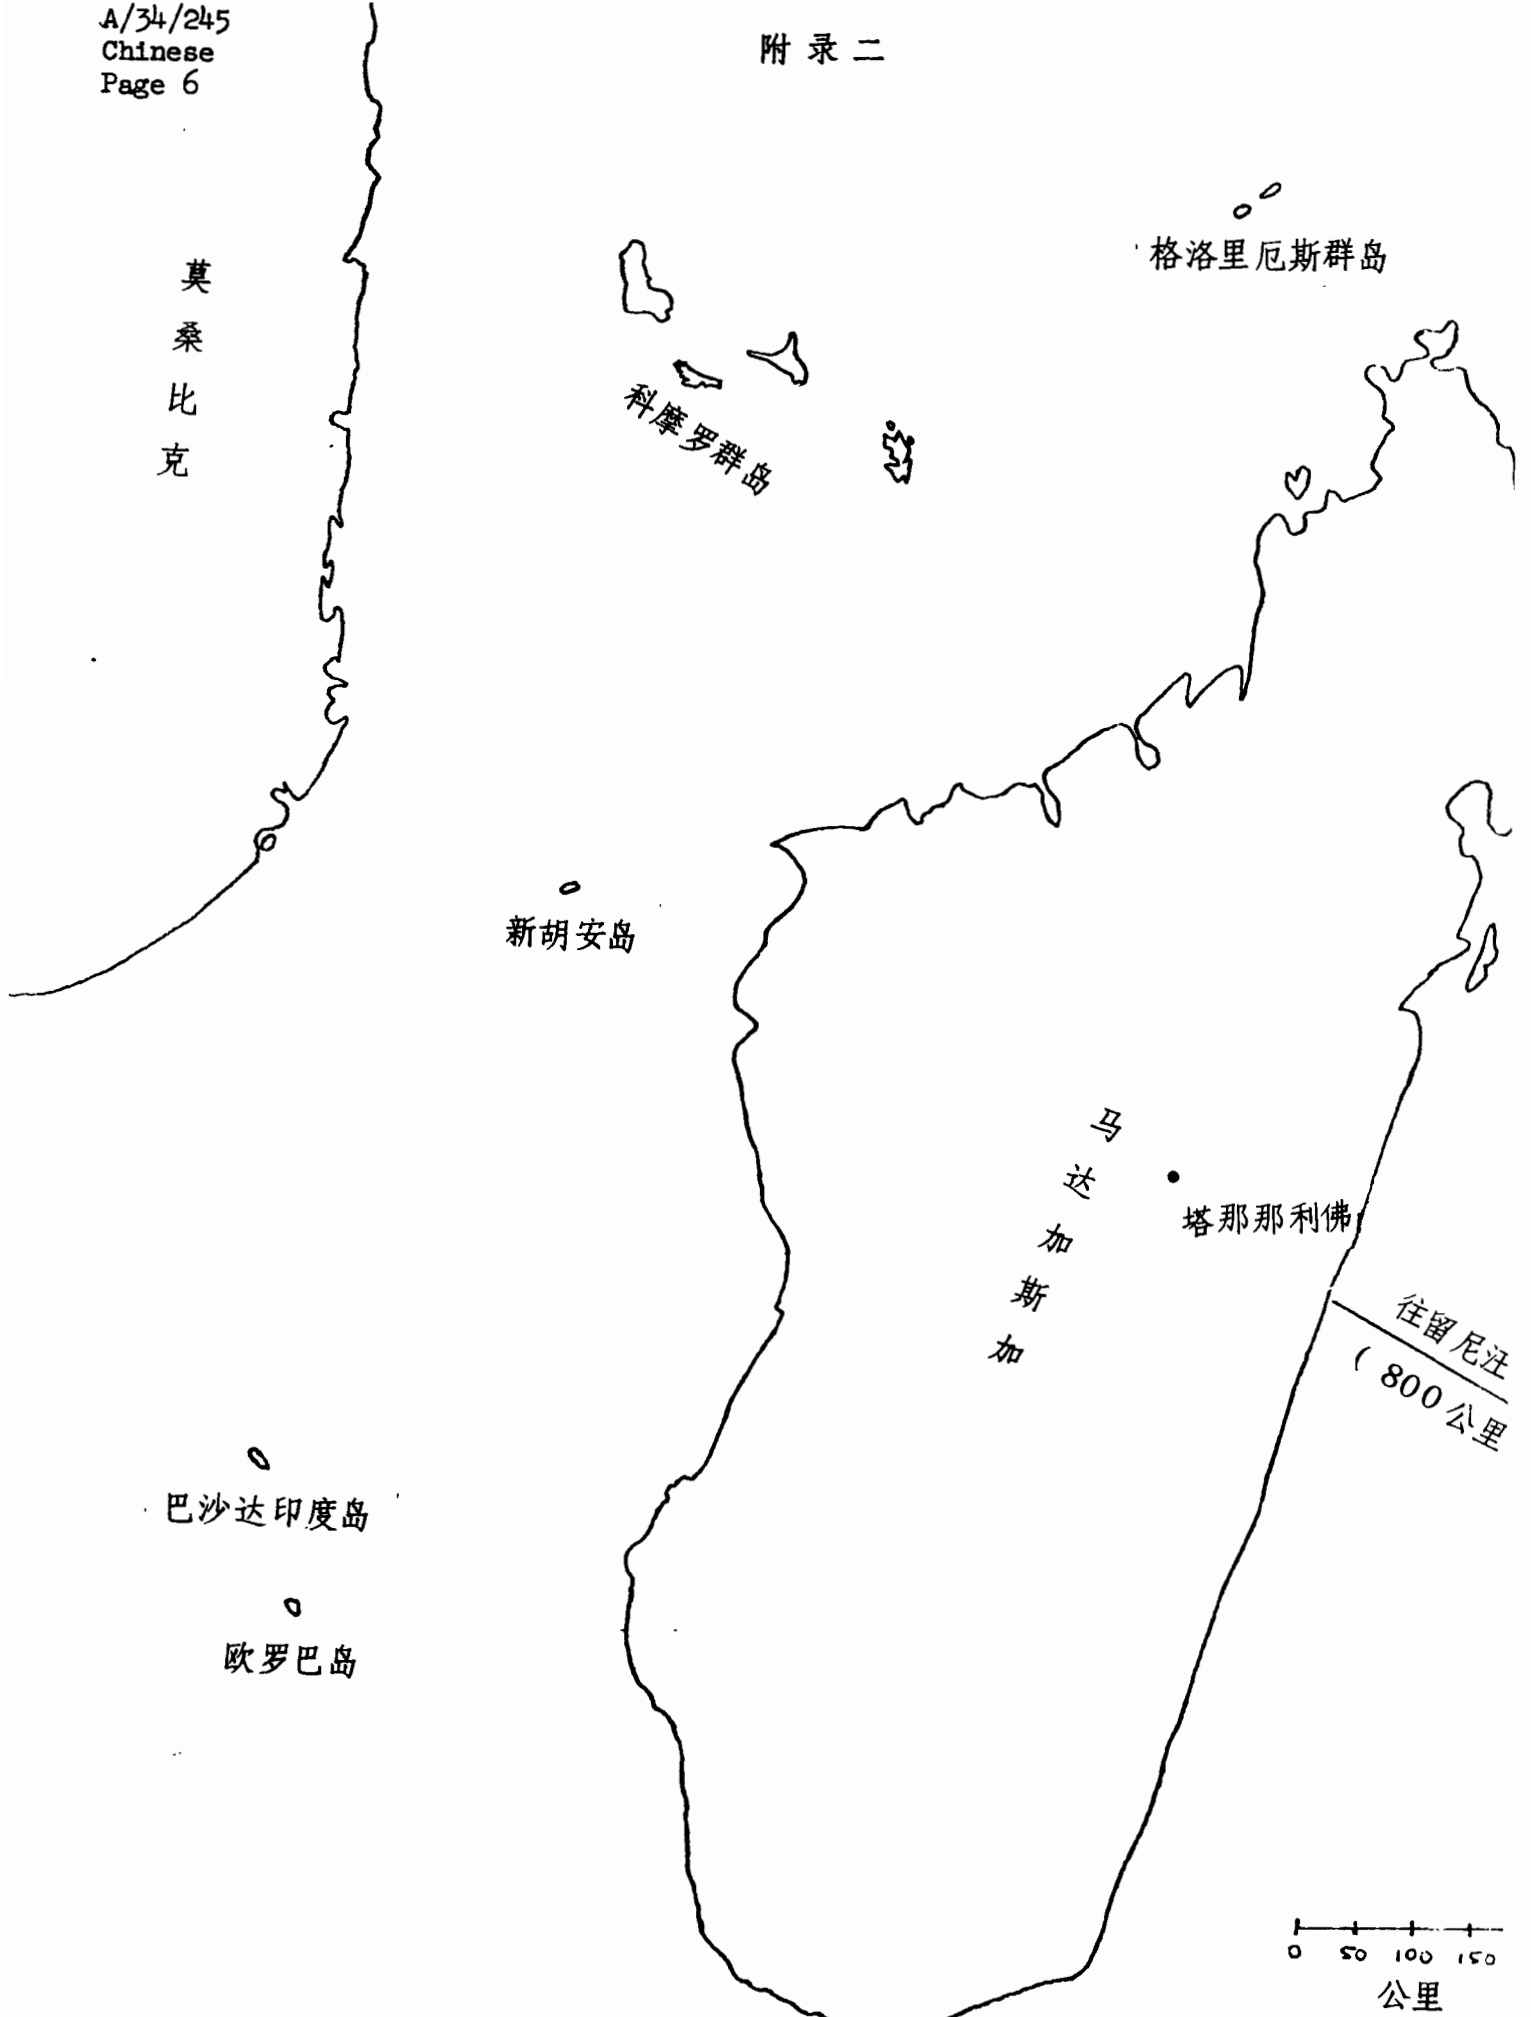 A/34/245
Chinese
Page 6
附录二
格洛里厄斯群岛
莫桑比克
科摩罗群岛
新胡安岛
马达加斯加
塔那那利佛
往留尼汪
(800公里
巴沙达印度岛
欧罗巴岛
0 50 100 150
公里